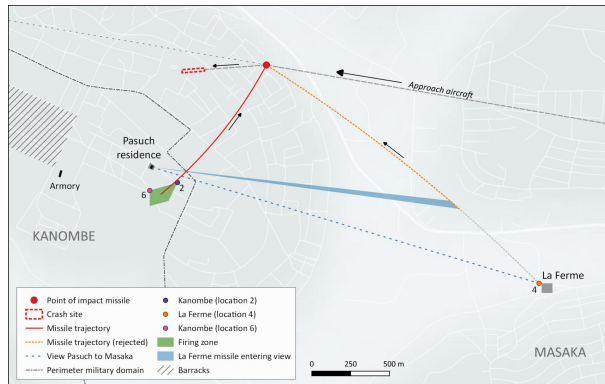 Approach aircraft
Pasuch
residence
2
6
Armory
KANOMBE
La Ferme
4
MASAKA
Point of impact missile
Crash site
Missile trajectory
Missile trajectory (rejected)
View Pasuch to Masaka
Perimeter military domain
Kanombe (location 2)
La Ferme (location 4)
Kanombe (location 6)
Firing zone
La Ferme missile entering view
Barracks
0 250 500 m